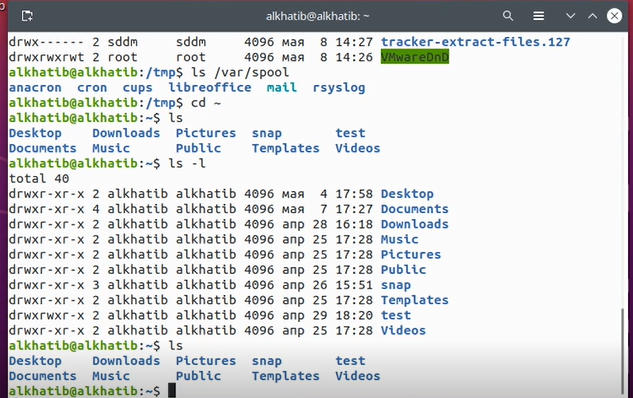 alkhatib@alkhatib: ~
drwx------ 2 sddm sddm 4096 мая 8 14:27 tracker-extract-files.127
drwxrwxrwt 2 root root 4096 мая 8 14:26 VMwareDnD
alkhatib@alkhatib:/tmp$ ls /var/spool
anacron cron cups libreoffice mail rsyslog
alkhatib@alkhatib:/tmp$ cd ~
alkhatib@alkhatib:~$ ls
Desktop Downloads Pictures snap test
Documents Music Public Templates Videos
alkhatib@alkhatib:~$ ls -l
total 40
drwxr-xr-x 2 alkhatib alkhatib 4096 мая 4 17:58 Desktop
drwxr-xr-x 4 alkhatib alkhatib 4096 мая 7 17:27 Documents
drwxr-xr-x 2 alkhatib alkhatib 4096 апр 28 16:18 Downloads
drwxr-xr-x 2 alkhatib alkhatib 4096 апр 25 17:28 Music
drwxr-xr-x 2 alkhatib alkhatib 4096 апр 25 17:28 Pictures
drwxr-xr-x 2 alkhatib alkhatib 4096 апр 25 17:28 Public
drwxr-xr-x 3 alkhatib alkhatib 4096 апр 26 15:51 snap
drwxr-xr-x 2 alkhatib alkhatib 4096 апр 25 17:28 Templates
drwxrwxr-x 2 alkhatib alkhatib 4096 апр 29 18:20 test
drwxr-xr-x 2 alkhatib alkhatib 4096 апр 25 17:28 Videos
alkhatib@alkhatib:~$ ls
Desktop Downloads Pictures snap test
Documents Music Public Templates Videos
alkhatib@alkhatib:~$